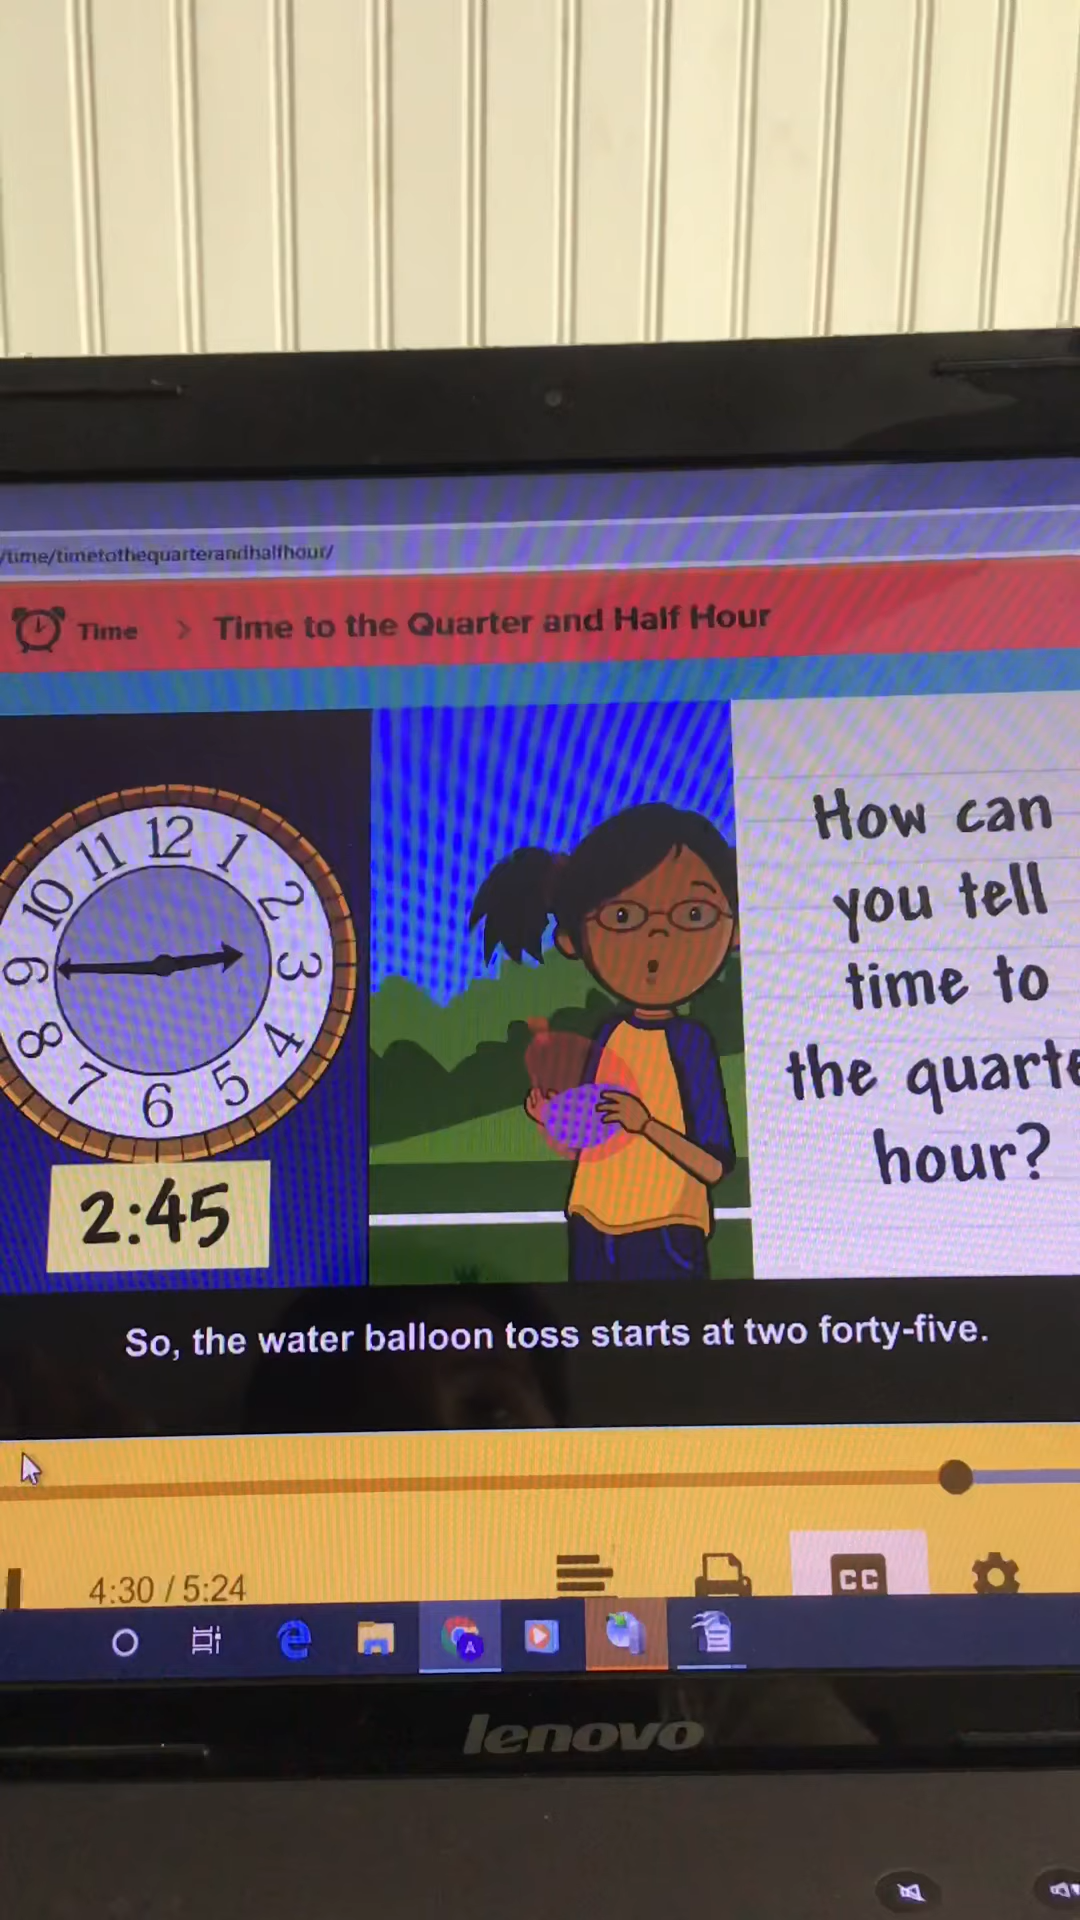 /time/timetothequarterandhalfhour/
Time > Time to the Quarter and Half Hour
12
11 1
10 2
9 3
8 4
7 5
6
2:45
How can
you tell
time to
the quarte
hour?
So, the water balloon toss starts at two forty-five.
4:30 / 5:24
CC
A
lenovo